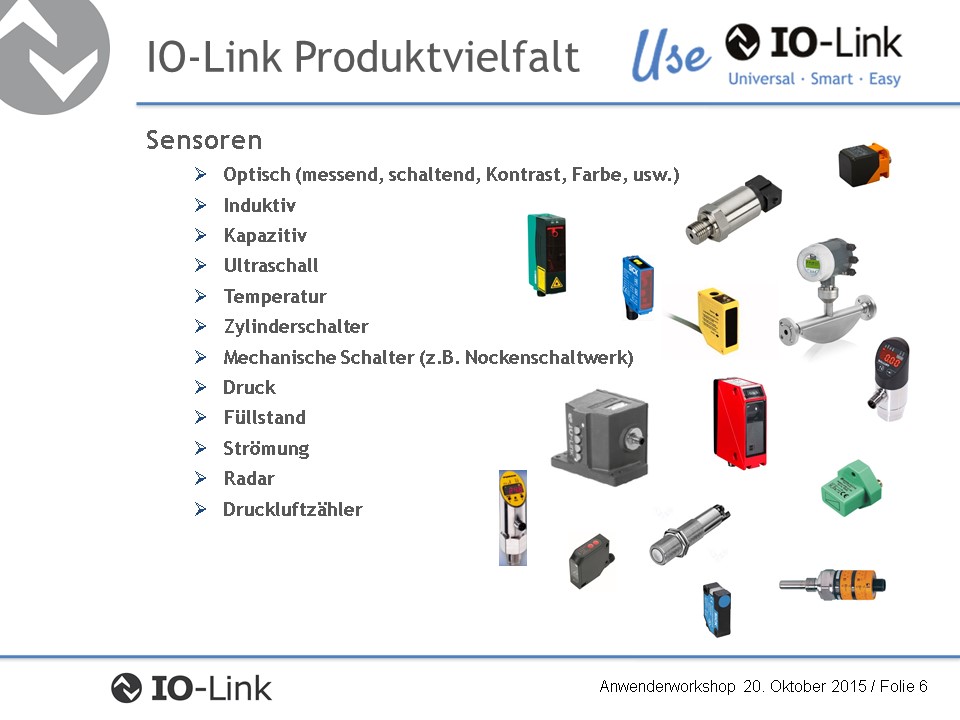 IO-Link Produktvielfalt
Use IO-Link
Universal · Smart · Easy
Sensoren
Optisch (messend, schaltend, Kontrast, Farbe, usw.)
Induktiv
Kapazitiv
Ultraschall
Temperatur
Zylinderschalter
Mechanische Schalter (z.B. Nockenschaltwerk)
Druck
Füllstand
Strömung
Radar
Druckluftzähler
SICK
IO-Link
Anwenderworkshop 20. Oktober 2015 / Folie 6